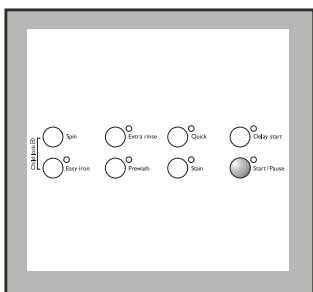 Spin
Extra rinse
Quick
Delay start
Easy iron
Prewash
Stain
Start/Pause